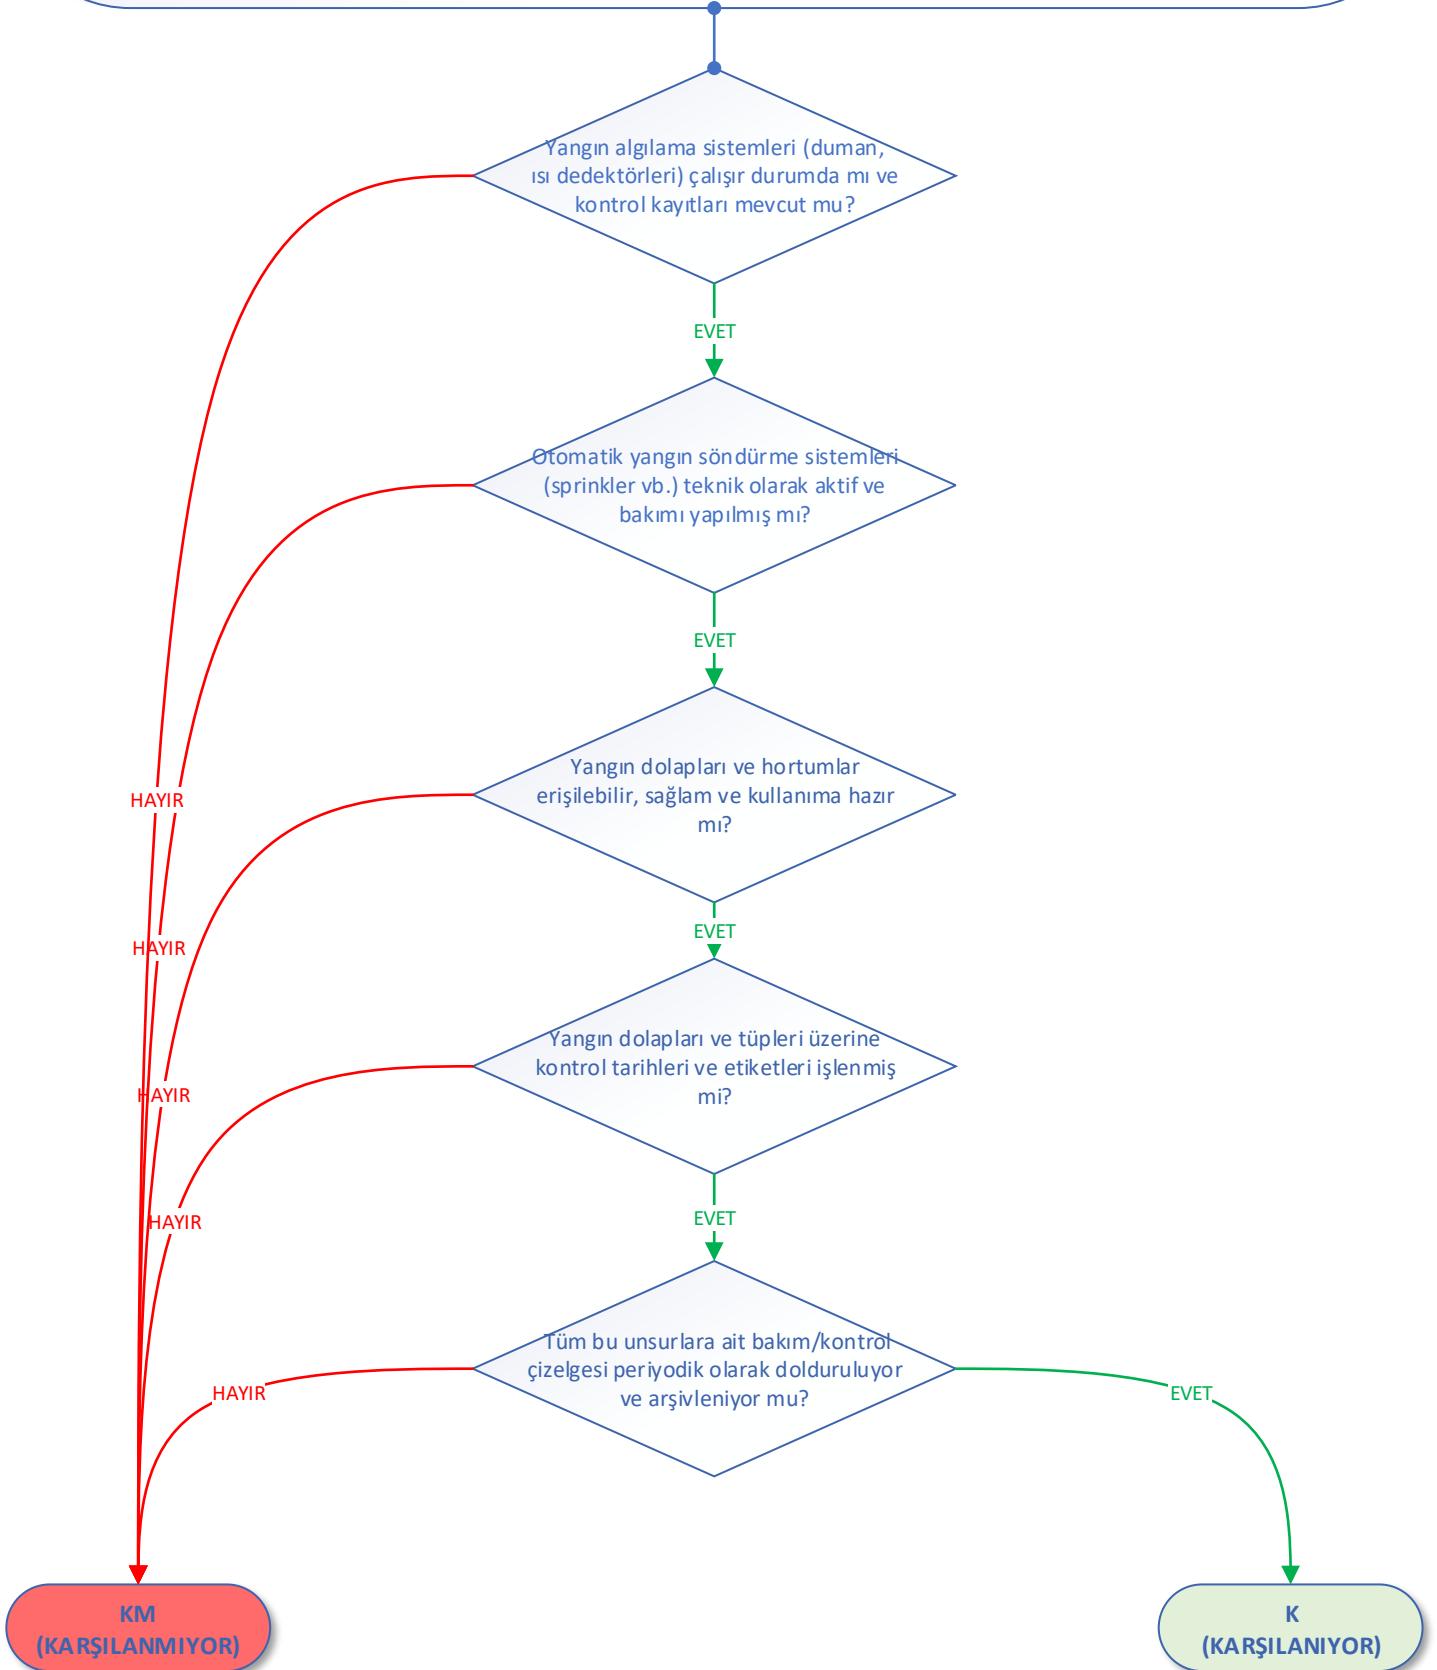 Yangın algılama sistemleri (duman,
ısı dedektörleri) çalışır durumda mı ve
kontrol kayıtları mevcut mu?
EVET
Otomatik yangın söndürme sistemleri
(sprinkler vb.) teknik olarak aktif ve
bakımı yapılmış mı?
EVET
Yangın dolapları ve hortumlar
erişilebilir, sağlam ve kullanıma hazır
mı?
HAYIR
EVET
HAYIR
Yangın dolapları ve tüpleri üzerine
kontrol tarihleri ve etiketleri işlenmiş
mi?
HAYIR
EVET
HAYIR
Tüm bu unsurlara ait bakım/kontrol
çizelgesi periyodik olarak dolduruluyor
ve arşivleniyor mu?
HAYIR
EVET
KM
(KARŞILANMIYOR)
K
(KARŞILANIYOR)